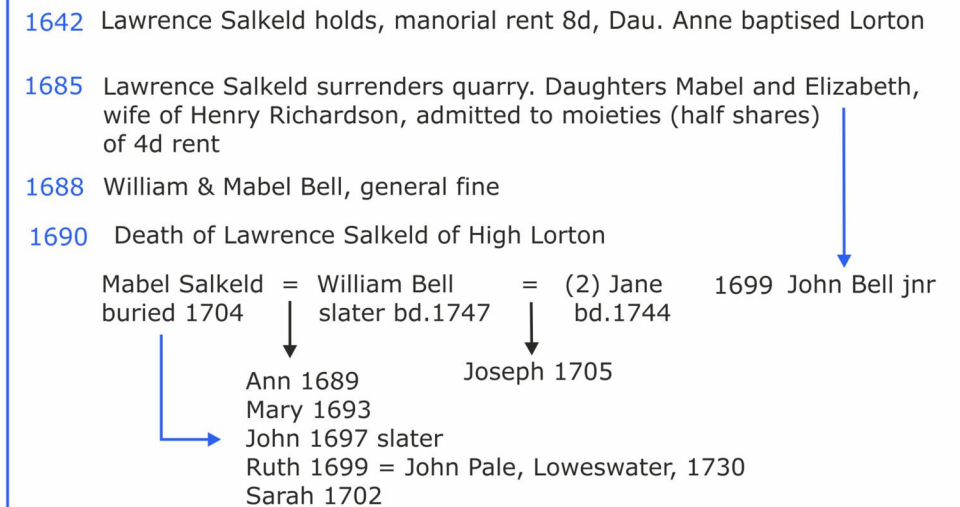 1642 Lawrence Salkeld holds, manorial rent 8d, Dau. Anne baptised Lorton
1685 Lawrence Salkeld surrenders quarry. Daughters Mabel and Elizabeth,
wife of Henry Richardson, admitted to moieties (half shares)
of 4d rent
1688 William & Mabel Bell, general fine
1690 Death of Lawrence Salkeld of High Lorton
Mabel Salkeld = William Bell = (2) Jane 1699 John Bell jnr
buried 1704 slater bd.1747 bd.1744
Joseph 1705
Ann 1689
Mary 1693
John 1697 slater
Ruth 1699 = John Pale, Loweswater, 1730
Sarah 1702